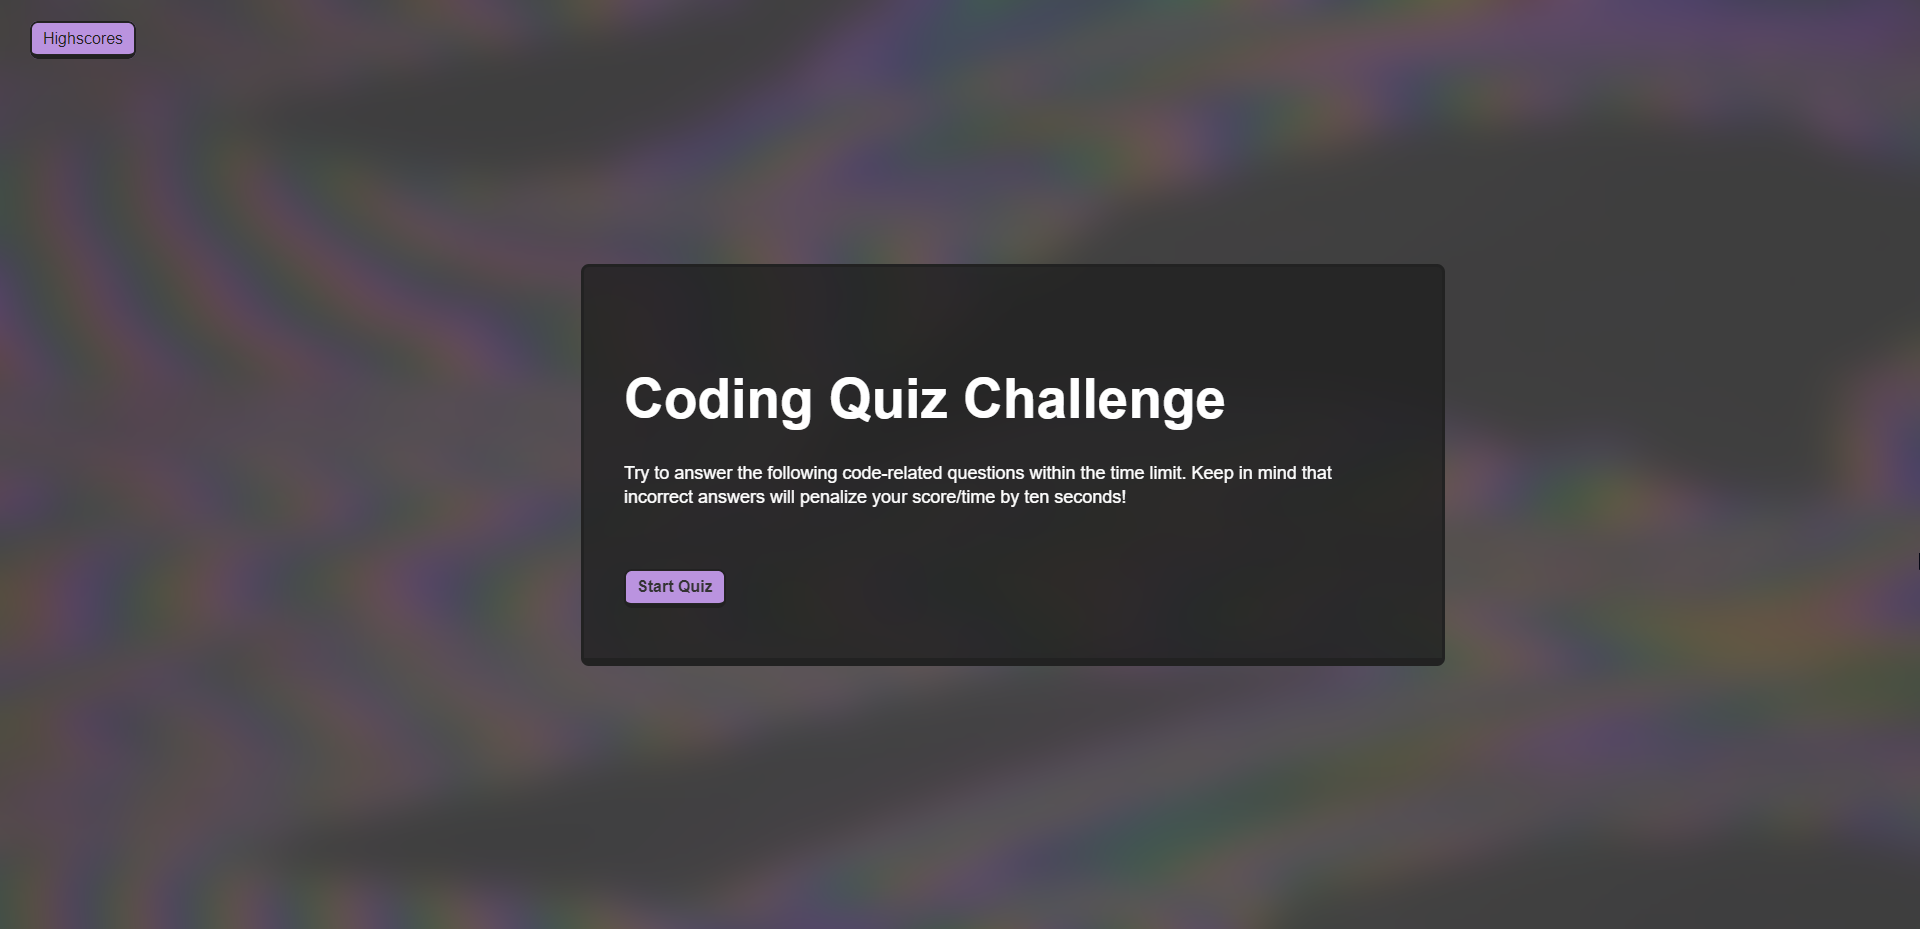 Highscores
Coding Quiz Challenge
Try to answer the following code-related questions within the time limit. Keep in mind that
incorrect answers will penalize your score/time by ten seconds!
Start Quiz